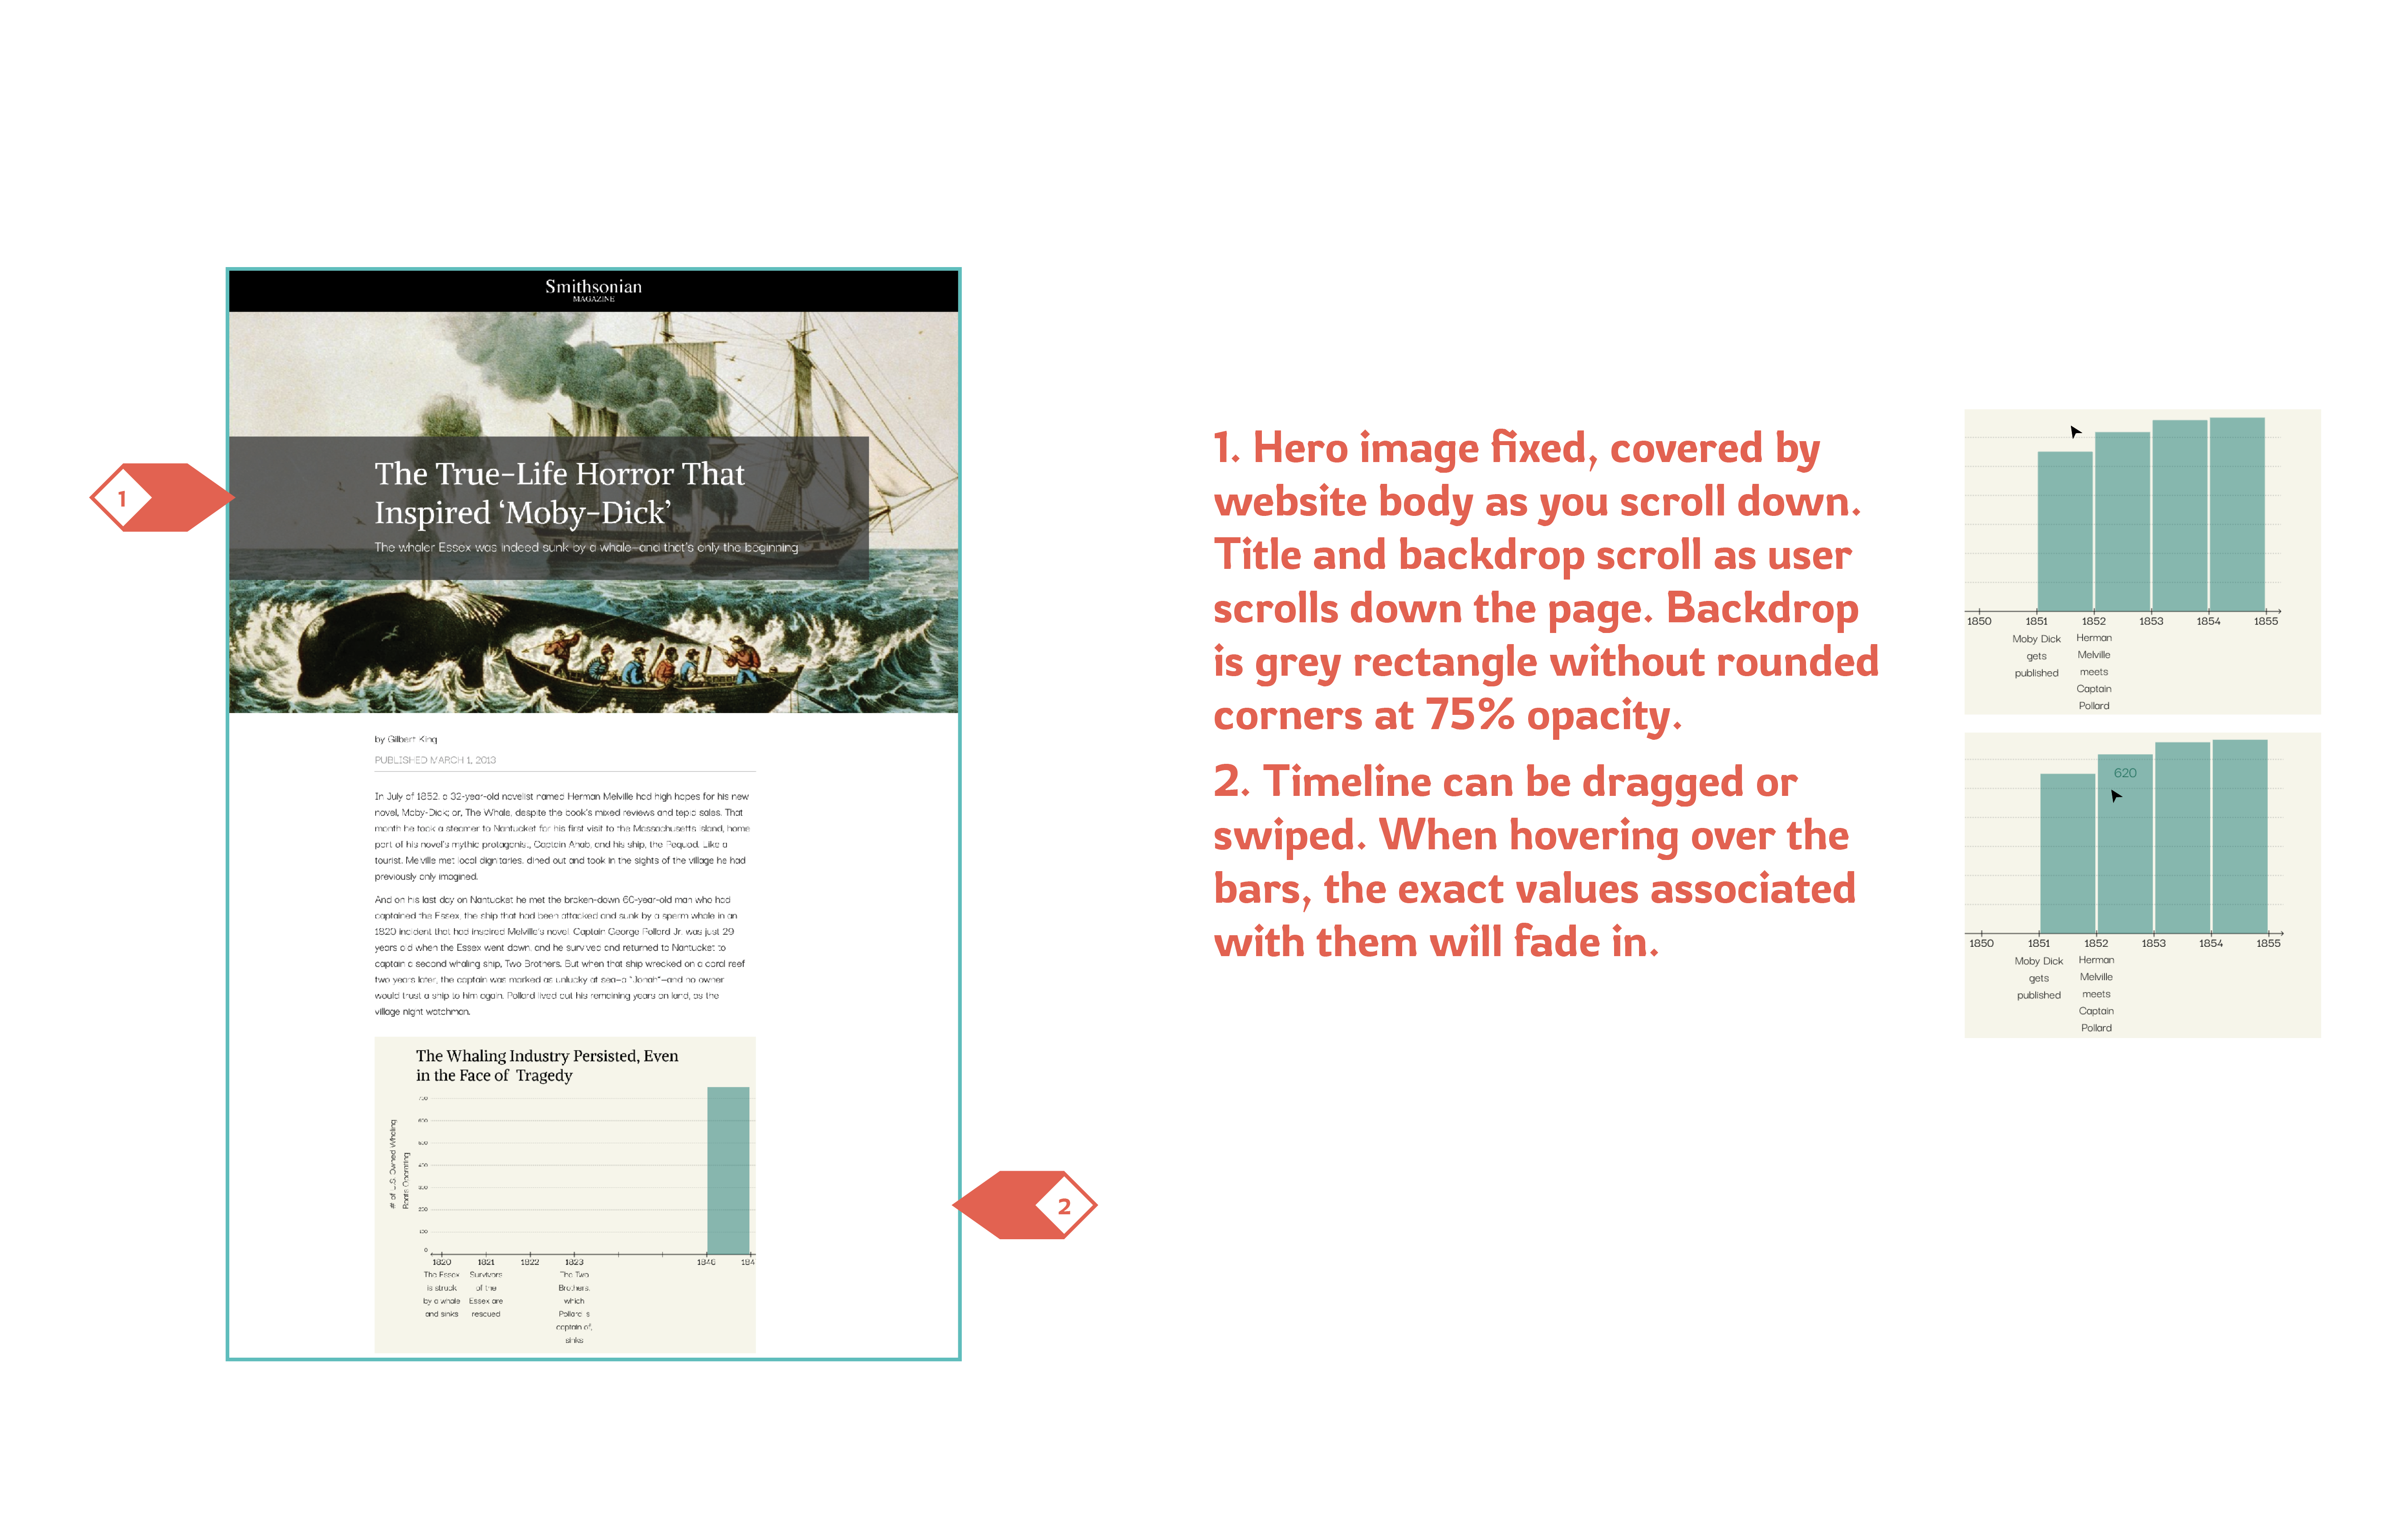 Smithsonian
MAGAZINE
The True-Life Horror That
Inspired ‘Moby-Dick’
The whaler Essex was indeed sunk by a whale-and that's only the beginning
1
by Gilbert King
PUBLISHED MARCH 1, 2013
In July of 1852, a 32-year-old novelist named Herman Melville had high hopes for his new
novel, Moby-Dick; or, The Whale, despite the book's mixed reviews and tepid sales. That
month he took a steamer to Nantucket for his first visit to the Massachusetts island, home
port of his novel's mythic protagonist, Captain Ahab, and his ship, the Pequod. Like a
tourist, Melville met local dignitaries, dined out and took in the sights of the village he had
previously only imagined.
And on his last day on Nantucket he met the broken-down 60-year-old man who had
captained the Essex, the ship that had been attacked and sunk by a sperm whale in an
1820 incident that had inspired Melville's novel. Captain George Pollard Jr. was just 29
years old when the Essex went down, and he survived and returned to Nantucket to
captain a second whaling ship, Two Brothers. But when that ship wrecked on a coral reef
two years later, the captain was marked as unlucky at sea—a "Jonah"—and no owner
would trust a ship to him again. Pollard lived out his remaining years on land, as the
village night watchman.
The Whaling Industry Persisted, Even
in the Face of Tragedy
# of U.S. Owned Whaling
Boats Operating
700
600
500
400
300
200
100
0
1820 1821 1822 1823 1846 184
The Essex
is struck
by a whale
and sinks
Survivors
of the
Essex are
rescued
The Two
Brothers,
which
Pollard is
captain of,
sinks
2
1. Hero image fixed, covered by
website body as you scroll down.
Title and backdrop scroll as user
scrolls down the page. Backdrop
is grey rectangle without rounded
corners at 75% opacity.
2. Timeline can be dragged or
swiped. When hovering over the
bars, the exact values associated
with them will fade in.
1850 1851 1852 1853 1854 1855
Moby Dick
gets
published
Herman
Melville
meets
Captain
Pollard
620
1850 1851 1852 1853 1854 1855
Moby Dick
gets
published
Herman
Melville
meets
Captain
Pollard